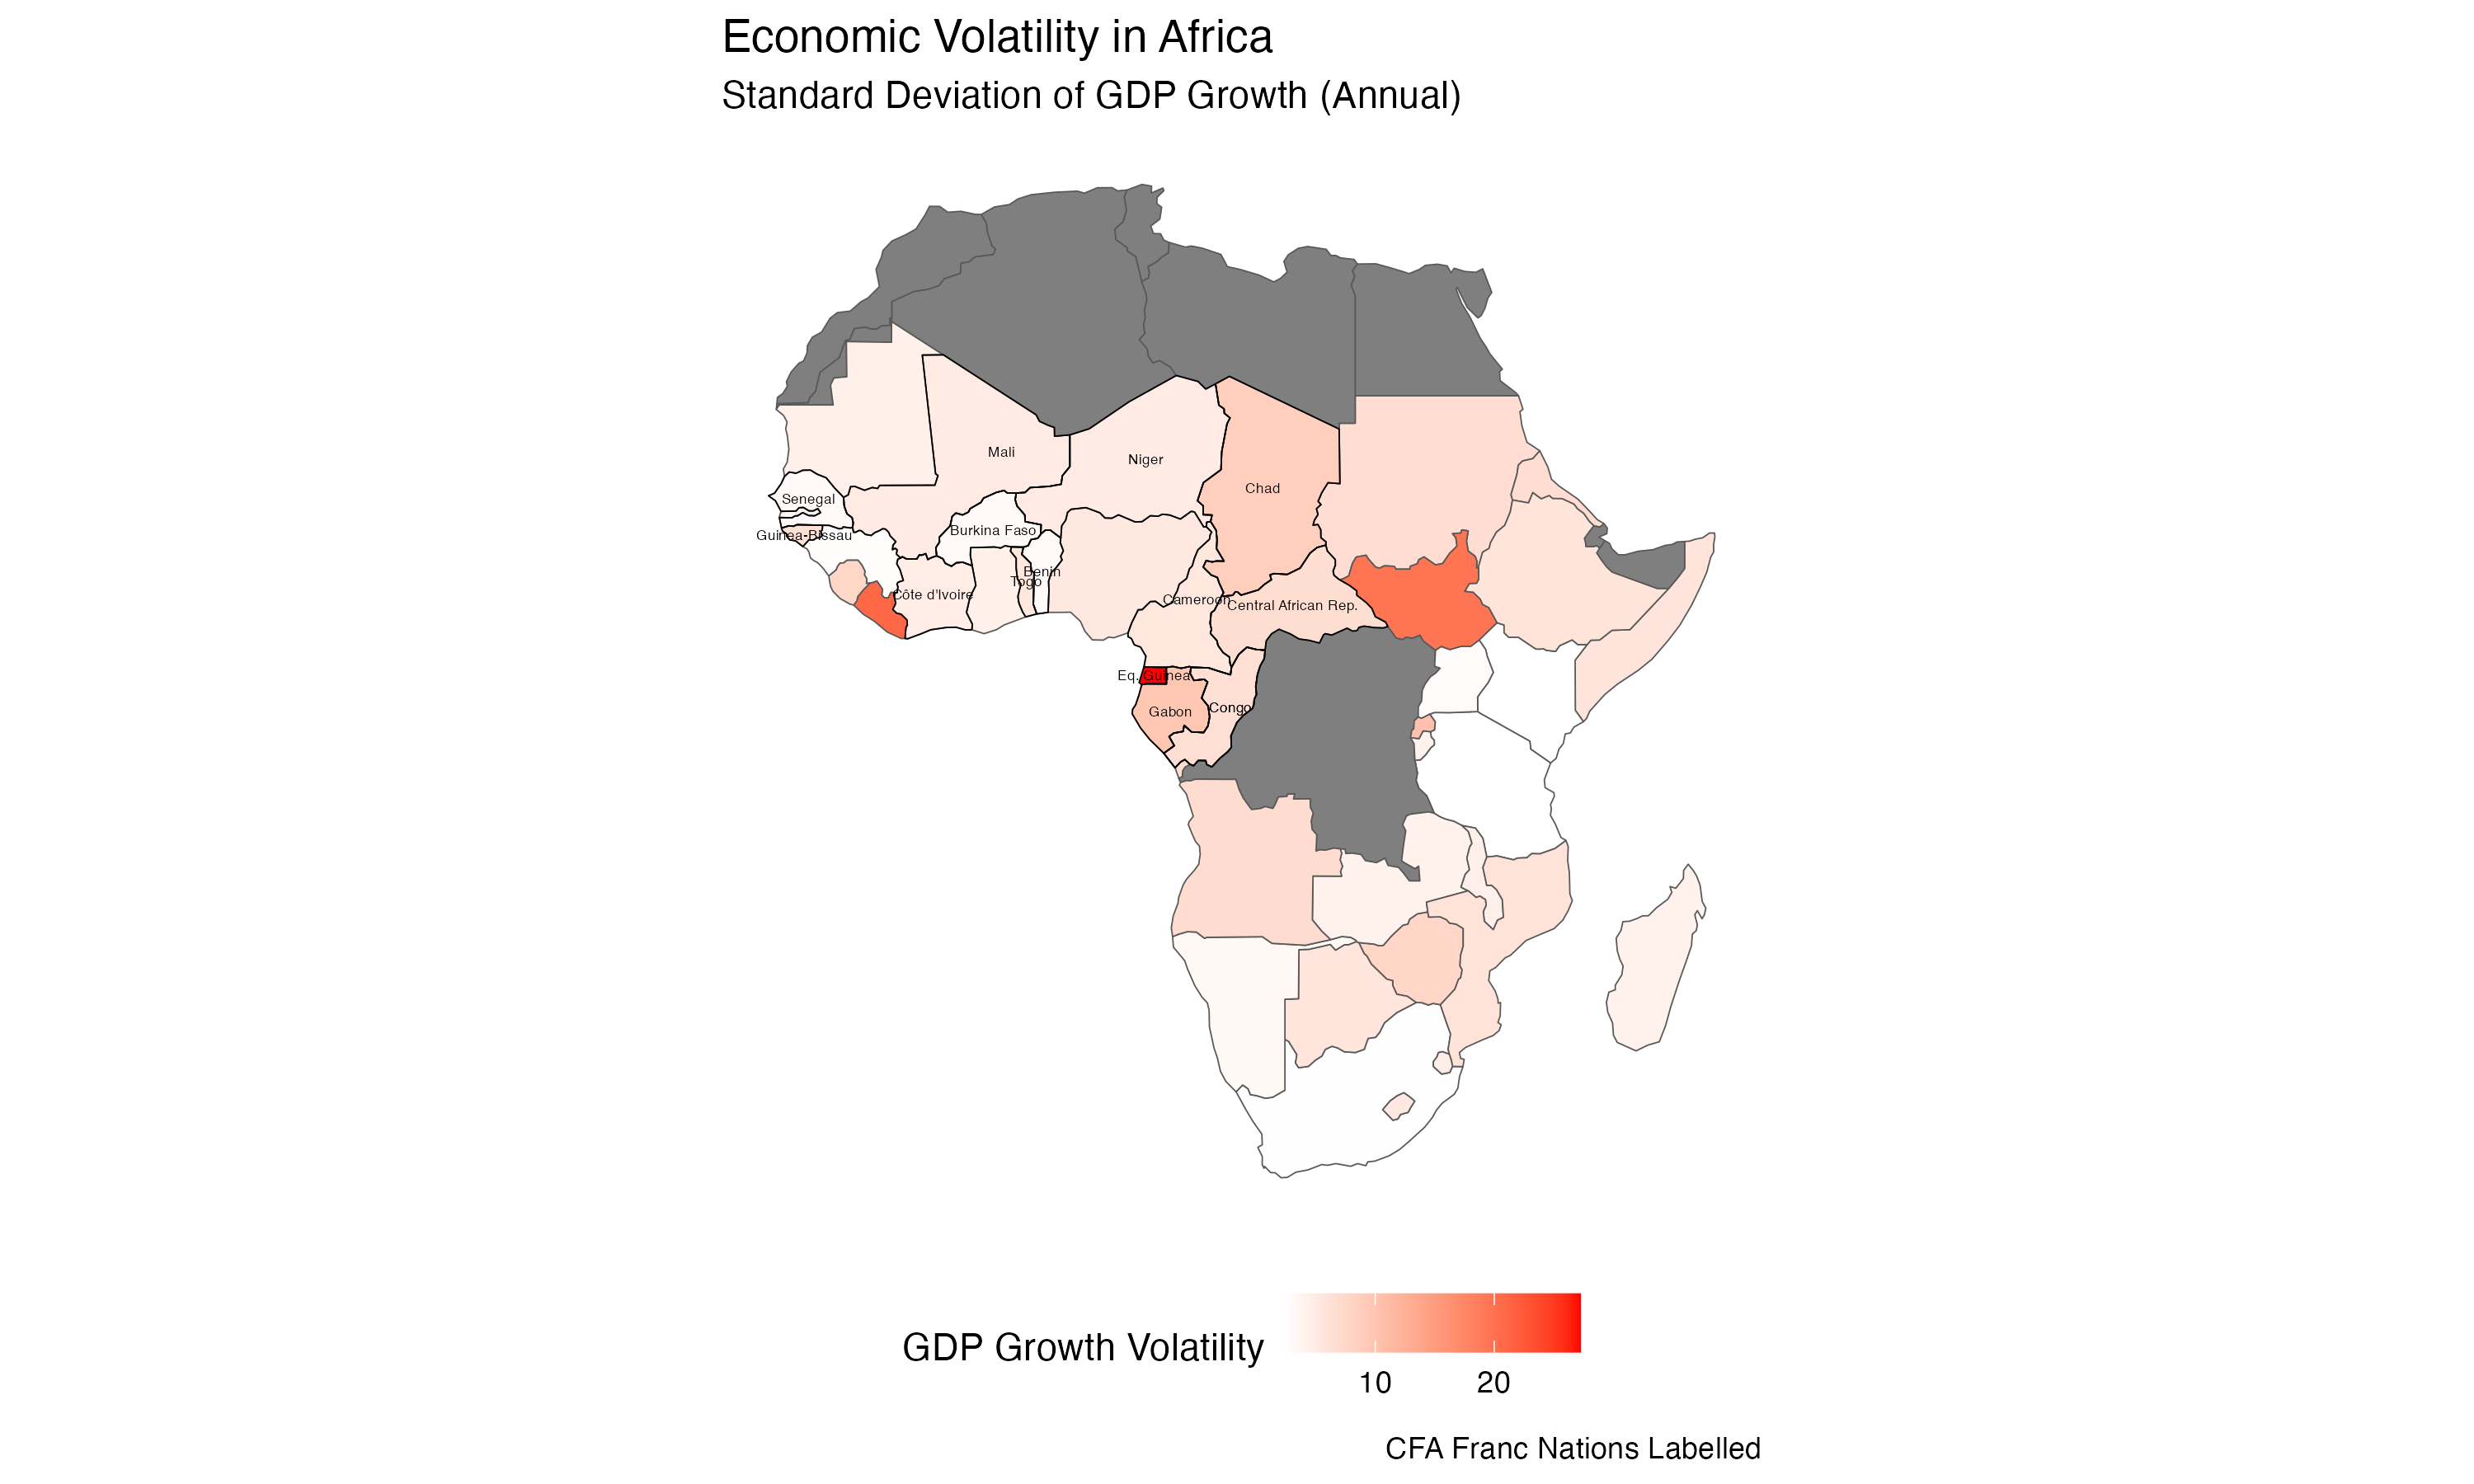 Economic Volatility in Africa
Standard Deviation of GDP Growth (Annual)
Mali
Niger
Chad
Senegal
Burkina Faso
Guinea-Bissau
Benin
Togo
Côte d'Ivoire
Cameroon
Central African Rep.
Eq. Guinea
Congo
Gabon
GDP Growth Volatility
10 20
CFA Franc Nations Labelled